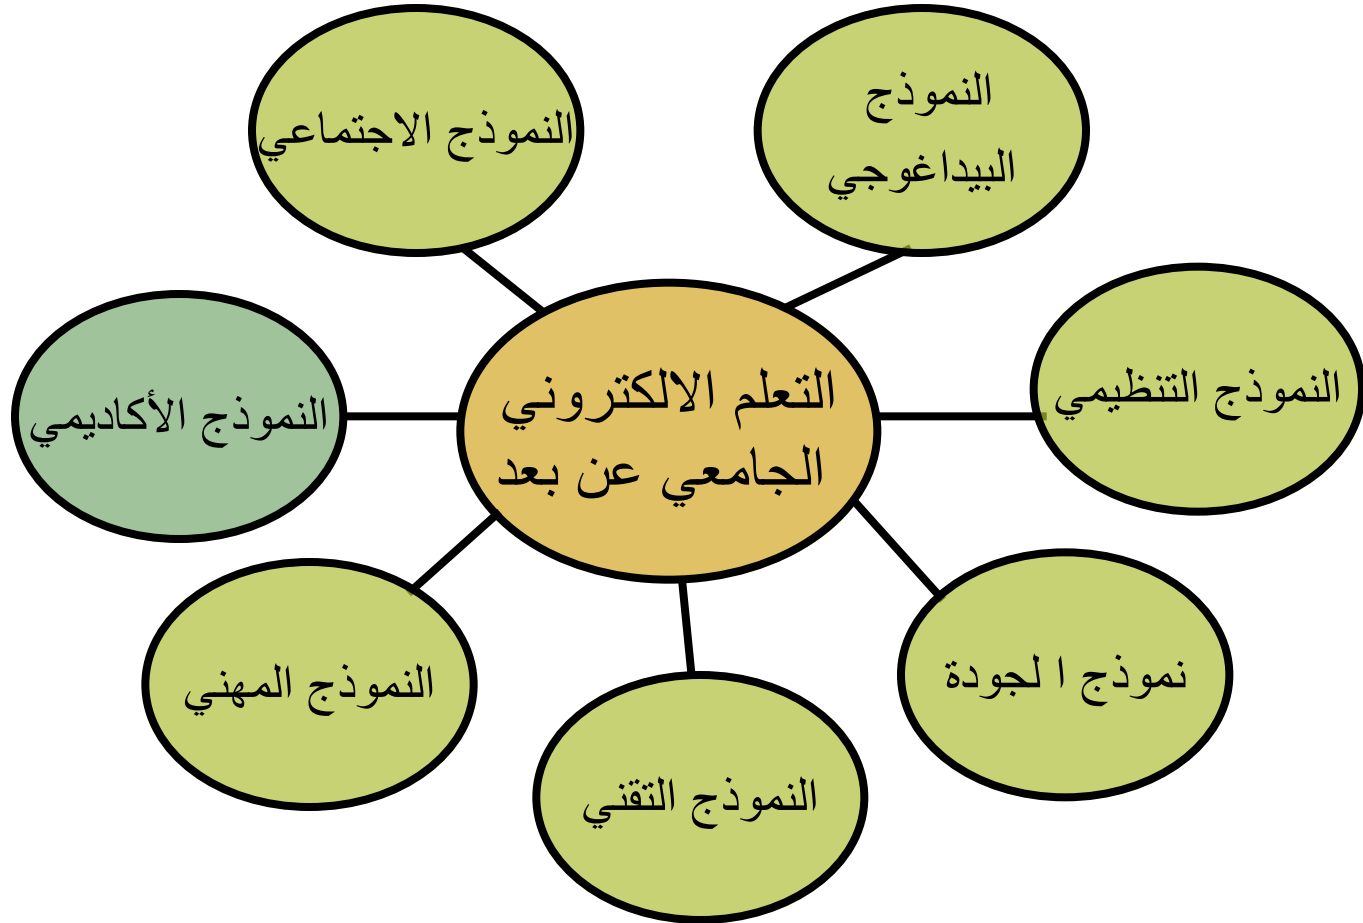 النموذج الاجتماعي
النموذج
البيداغوجي
النموذج التنظيمي
التعلم الالكتروني
الجامعي عن بعد
النموذج الأكاديمي
نموذج ا لجودة
النموذج المهني
النموذج التقني